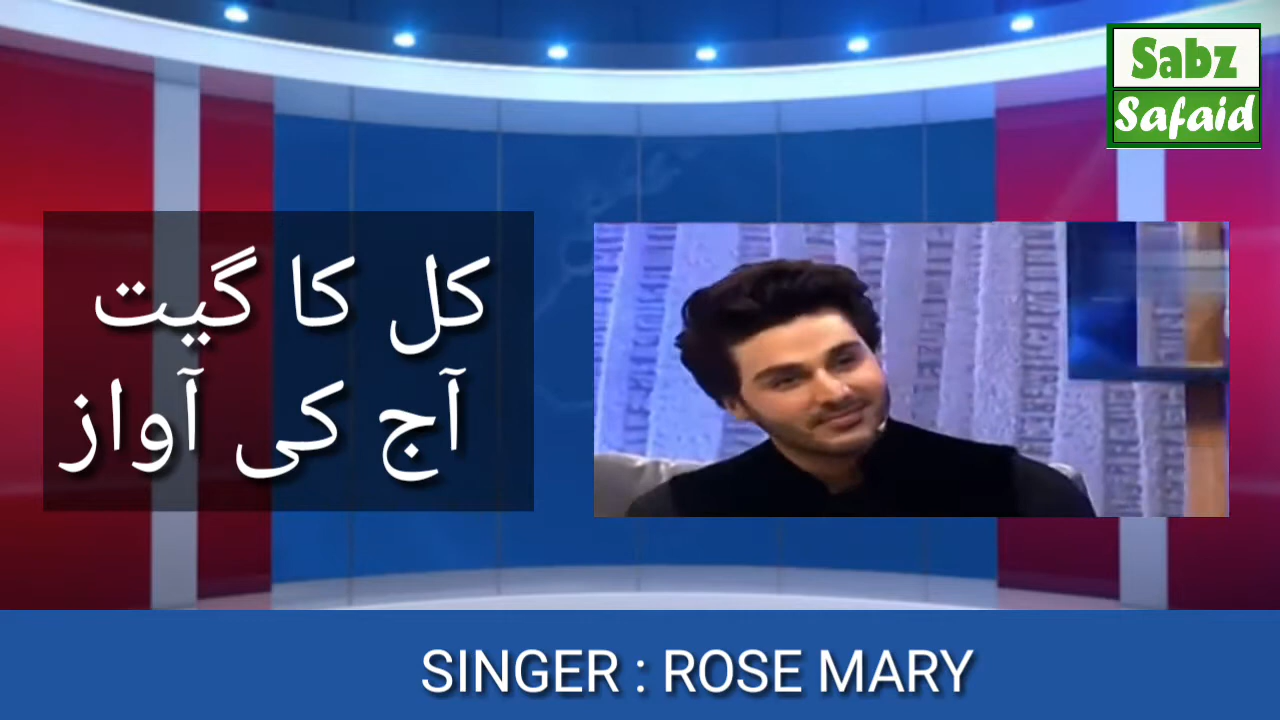 Sabz
Safaid
کل کا گیت
آج کی آواز
SINGER : ROSE MARY